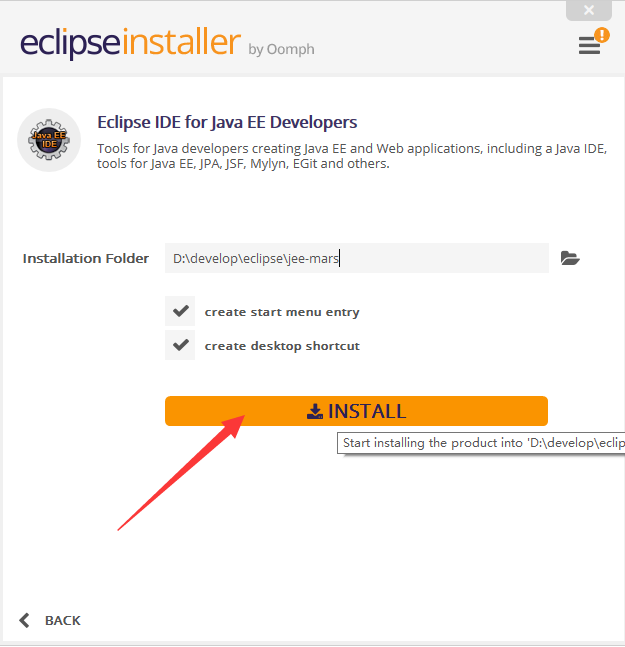 eclipseinstaller by Oomph
!
Java EE
IDE
Eclipse IDE for Java EE Developers
Tools for Java developers creating Java EE and Web applications, including a Java IDE,
tools for Java EE, JPA, JSF, Mylyn, EGit and others.
Installation Folder D:\develop\eclipse\jee-mars
create start menu entry
create desktop shortcut
INSTALL
Start installing the product into 'D:\develop\eclip
BACK